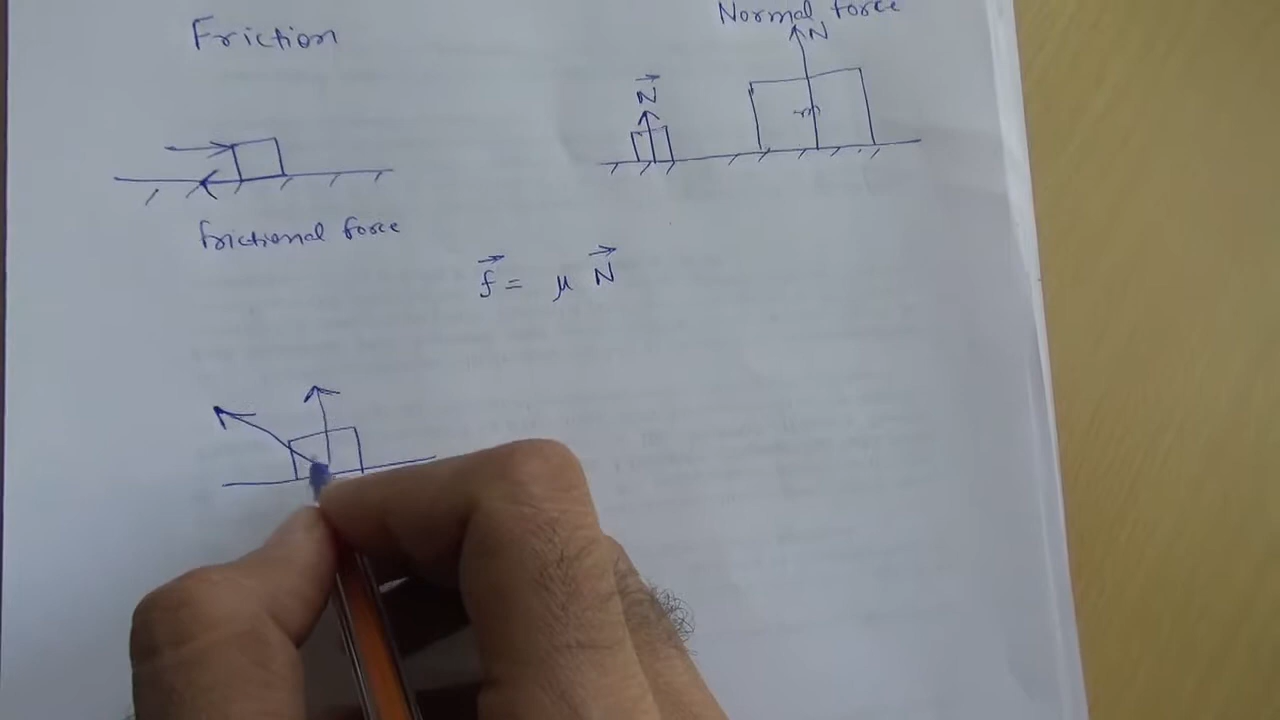 Friction
Normal force
N
N⃗
m
frictional force
f⃗ = μ N⃗